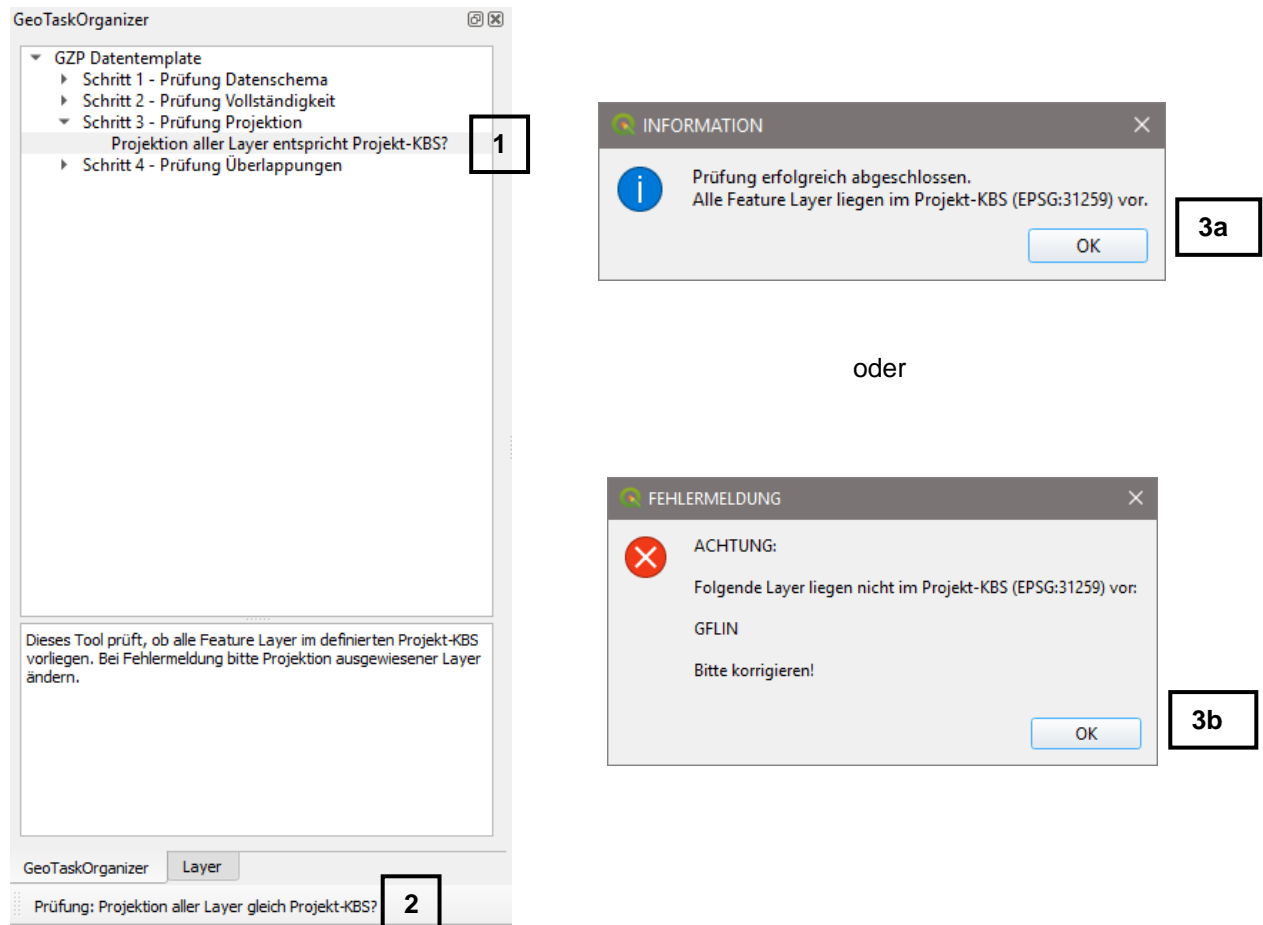 GeoTaskOrganizer
GZP Datentemplate
Schritt 1 - Prüfung Datenschema
Schritt 2 - Prüfung Vollständigkeit
Schritt 3 - Prüfung Projektion
Projektion aller Layer entspricht Projekt-KBS?
Schritt 4 - Prüfung Überlappungen
1
Dieses Tool prüft, ob alle Feature Layer im definierten Projekt-KBS
vorliegen. Bei Fehlermeldung bitte Projektion ausgewiesener Layer
ändern.
GeoTaskOrganizer Layer
Prüfung: Projektion aller Layer gleich Projekt-KBS?
2
INFORMATION
Prüfung erfolgreich abgeschlossen.
Alle Feature Layer liegen im Projekt-KBS (EPSG:31259) vor.
OK
3a
oder
FEHLERMELDUNG
ACHTUNG:
Folgende Layer liegen nicht im Projekt-KBS (EPSG:31259) vor:
GFLIN
Bitte korrigieren!
OK
3b